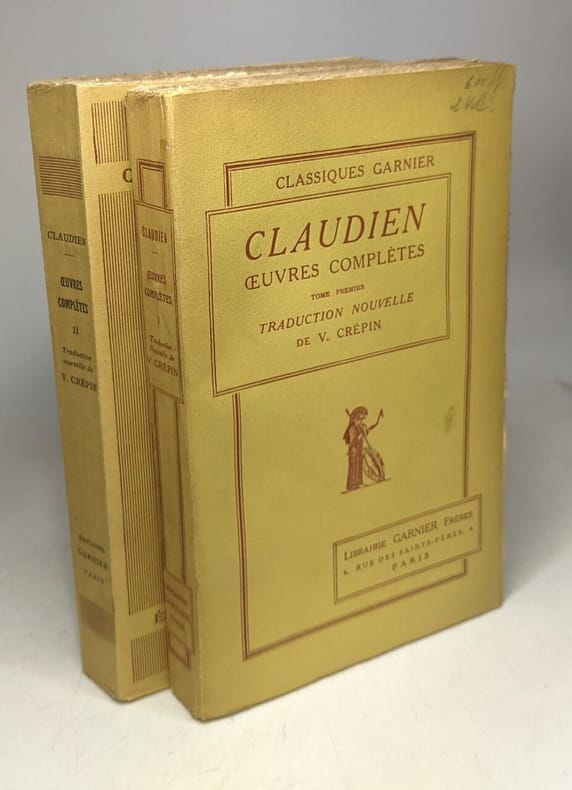 CLAUDIEN
ŒUVRES
COMPLÈTES
II
Traduction
nouvelle de
V. CRÉPIN
EDITIONS
GARNIER
PARIS
CLAUDIEN
ŒUVRES
COMPLÈTES
I
Traduction
Nouvelle de
V. CRÉPIN
2 Vol.
CLASSIQUES GARNIER
CLAUDIEN
ŒUVRES COMPLÈTES
TOME PREMIER
TRADUCTION NOUVELLE
DE V. CRÉPIN
LIBRAIRIE GARNIER FRÈRES
6, RUE DES SAINTS-PÈRES, 6
PARIS